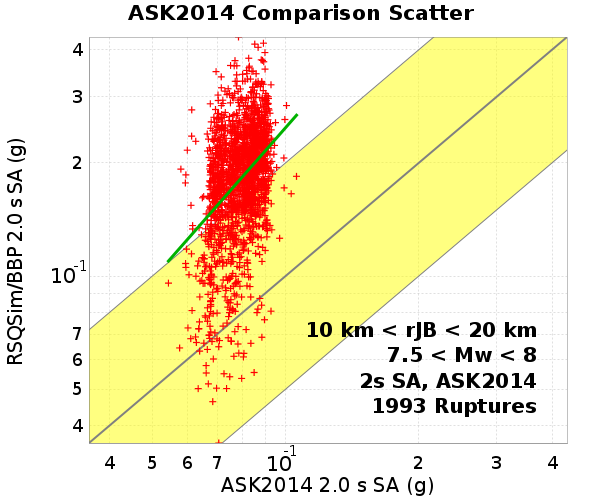 ASK2014 Comparison Scatter
RSQSim/BBP 2.0 s SA (g)
4
3
2
10-1
7
6
5
4
10 km < rJB < 20 km
7.5 < Mw < 8
2s SA, ASK2014
1993 Ruptures
4 5 6 7 10-1 2 3 4
ASK2014 2.0 s SA (g)